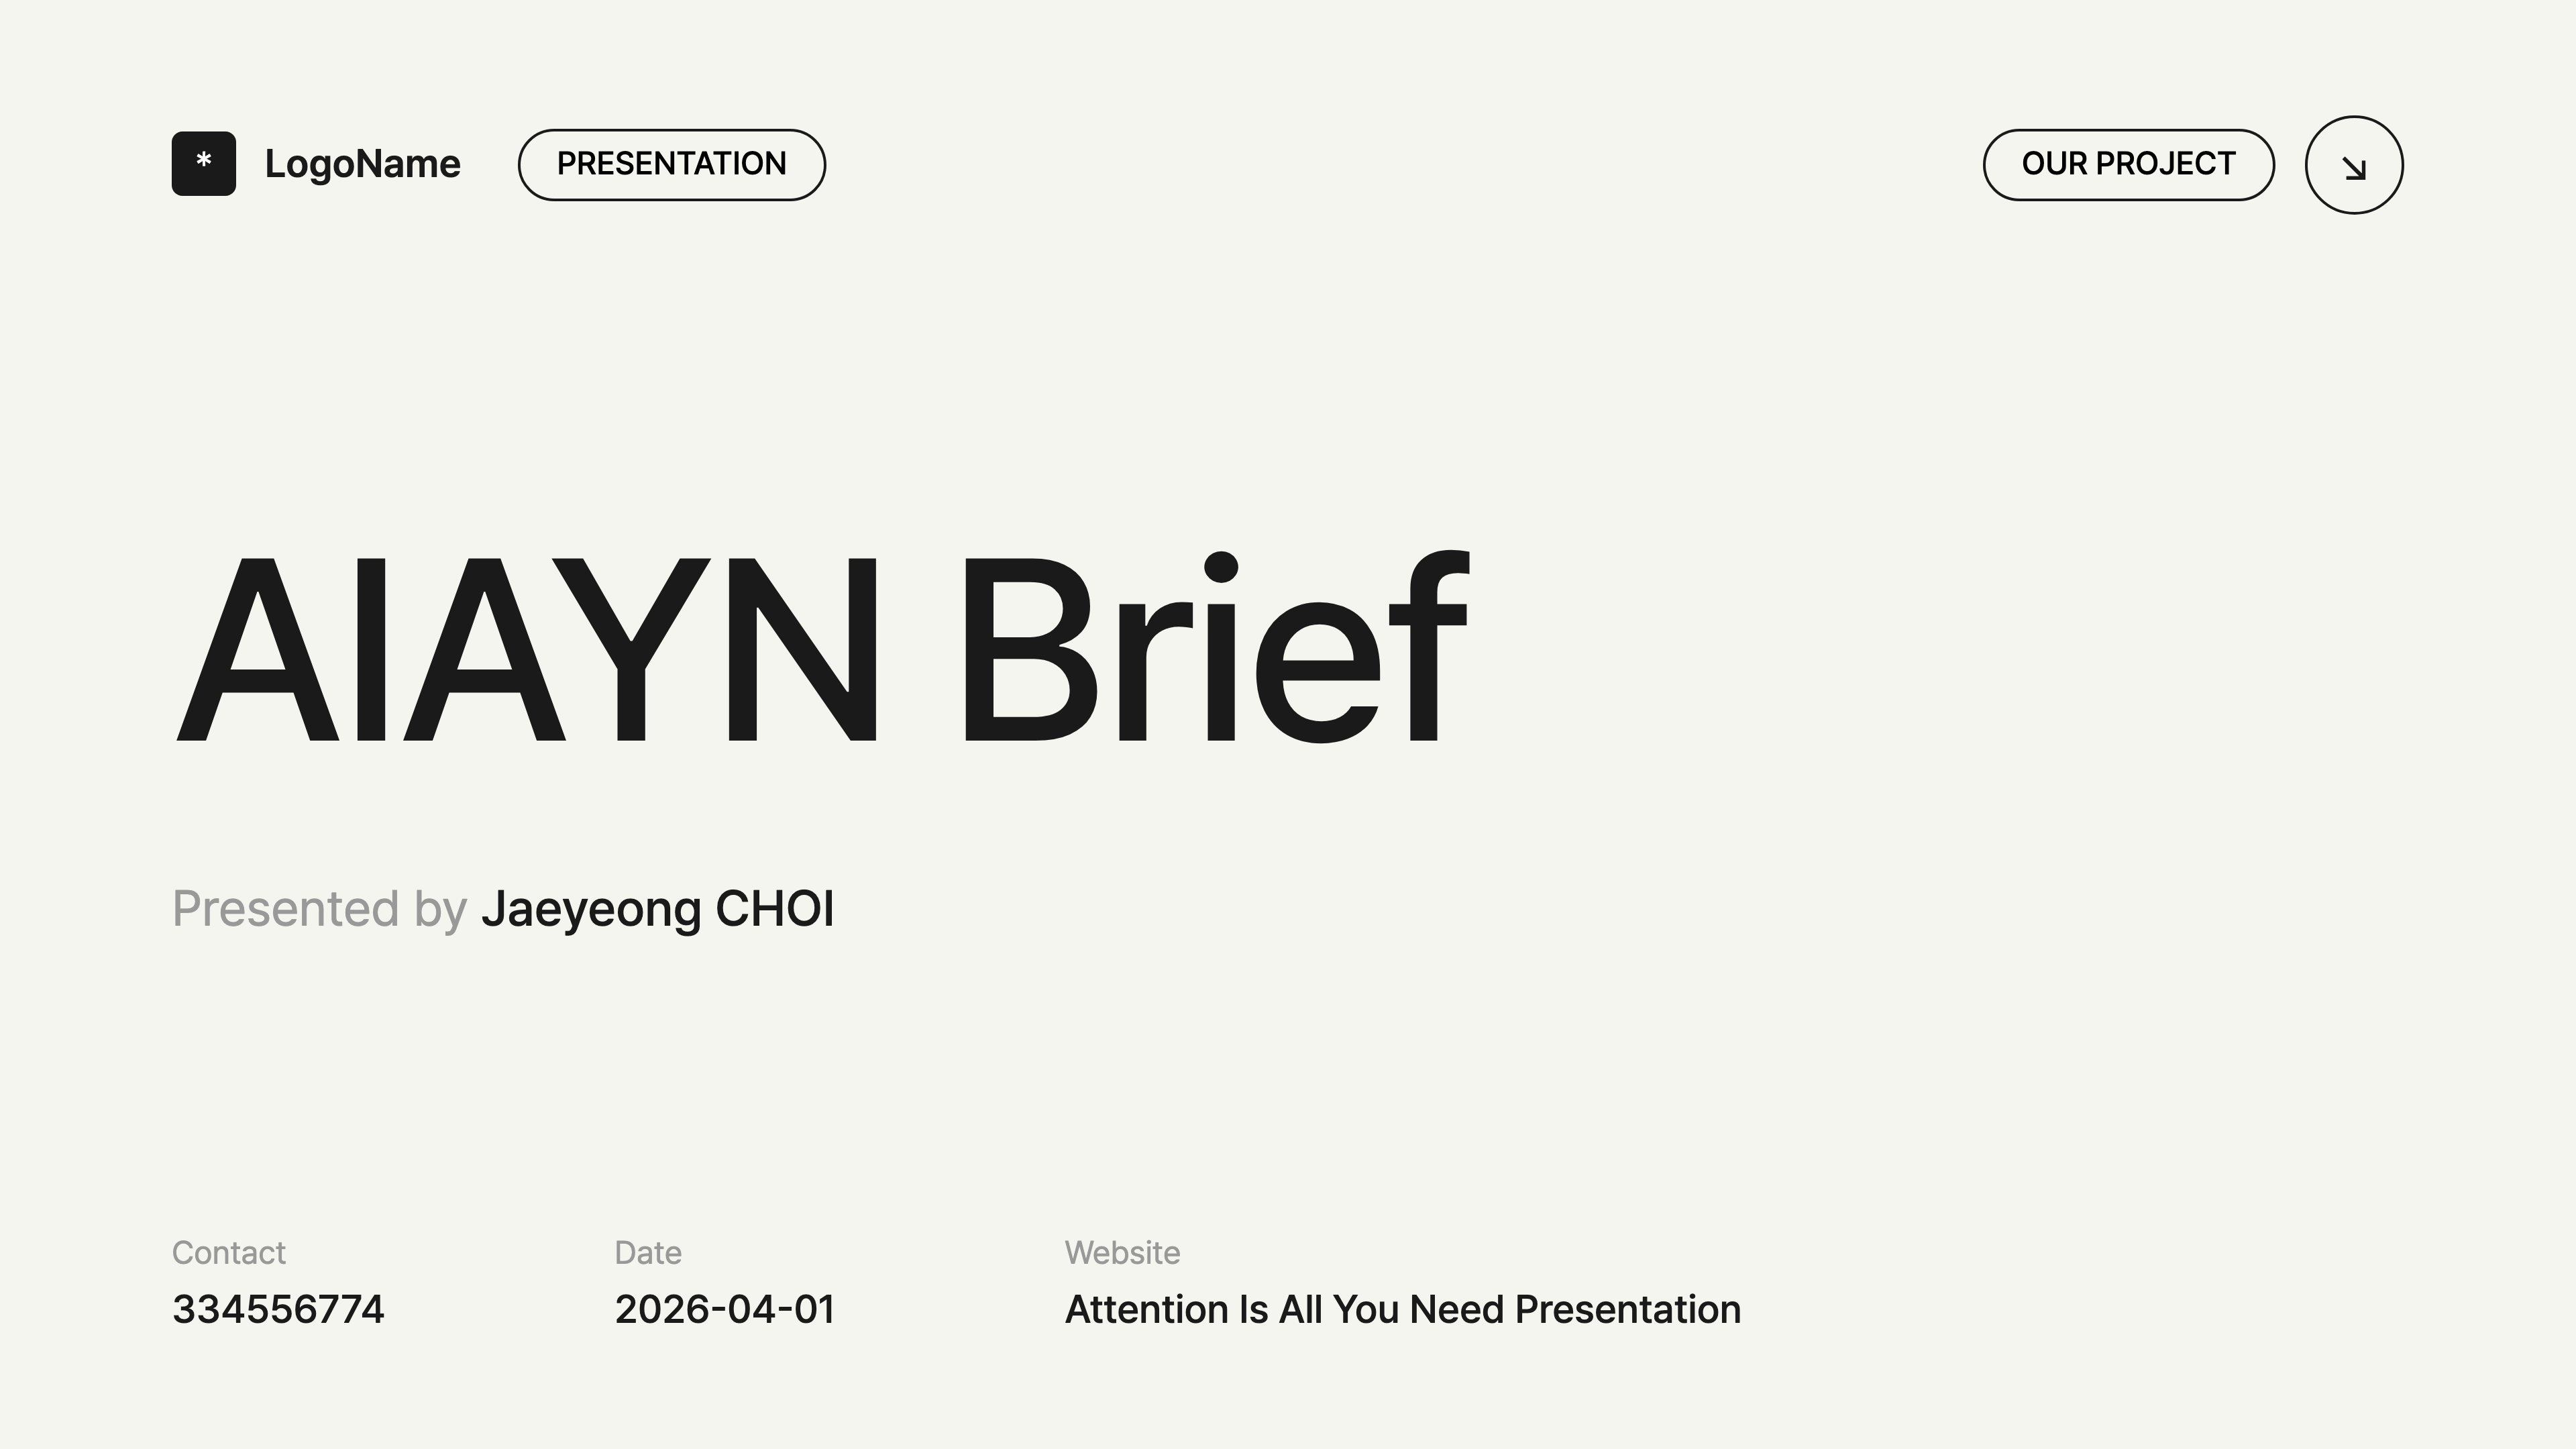 * LogoName PRESENTATION OUR PROJECT
AIAYN Brief
Presented by Jaeyeong CHOI
Contact Date Website
334556774 2026-04-01 Attention Is All You Need Presentation